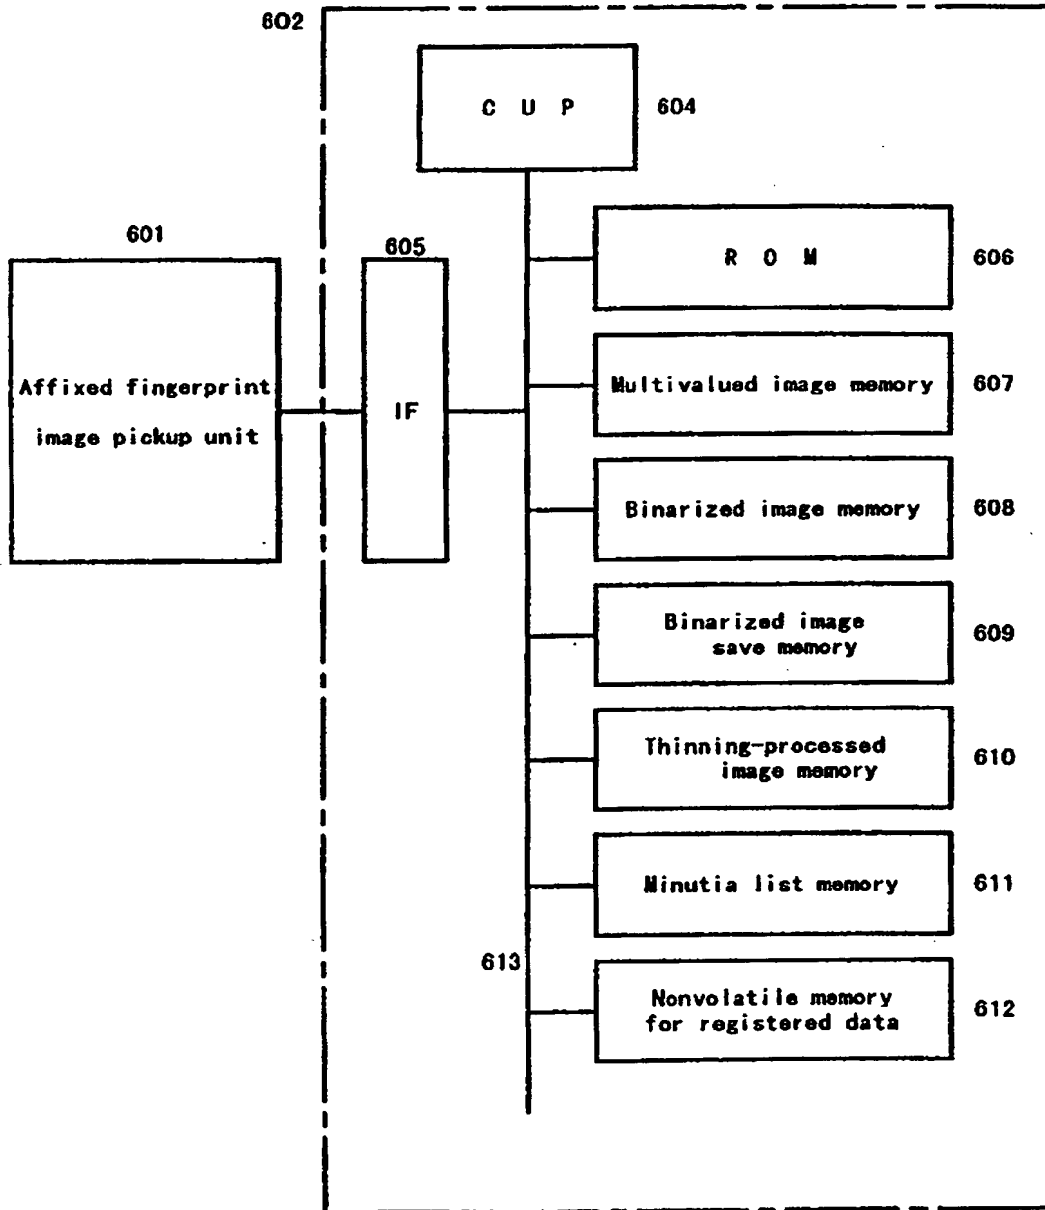 602
C U P
604
601
605
R O M
606
Affixed fingerprint
image pickup unit
IF
Multivalued image memory
607
Binarized image memory
608
Binarized image
save memory
609
Thinning-processed
image memory
610
Minutia list memory
611
613
Nonvolatile memory
for registered data
612